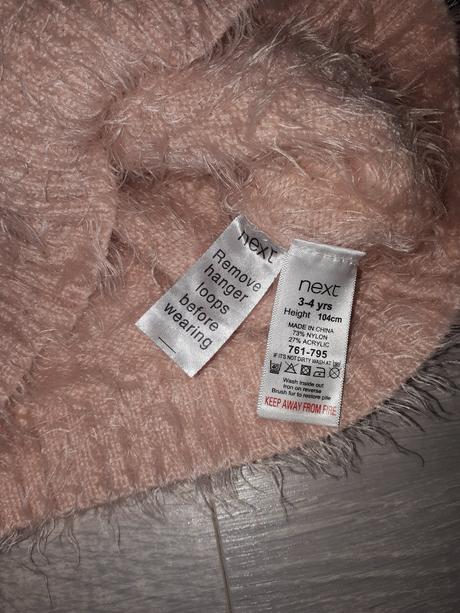 next
Remove
hanger
loops
before
wearing
next
3-4 yrs
Height 104cm
MADE IN CHINA
73% NYLON
27% ACRYLIC
761-795
IF IT'S NOT DIRTY WASH AT
Wash inside out
Iron on reverse
Brush fur to restore pile
KEEP AWAY FROM FIRE